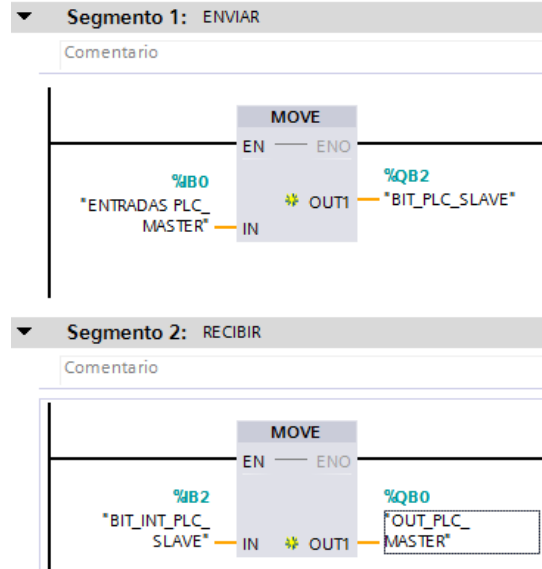 Segmento 1: ENVIAR
Comentario
MOVE
EN ENO
%IB0
"ENTRADAS PLC_
MASTER"
IN
OUT1
%QB2
"BIT_PLC_SLAVE"
Segmento 2: RECIBIR
Comentario
MOVE
EN ENO
%IB2
"BIT_INT_PLC_
SLAVE"
IN
OUT1
%QB0
"OUT_PLC_
MASTER"